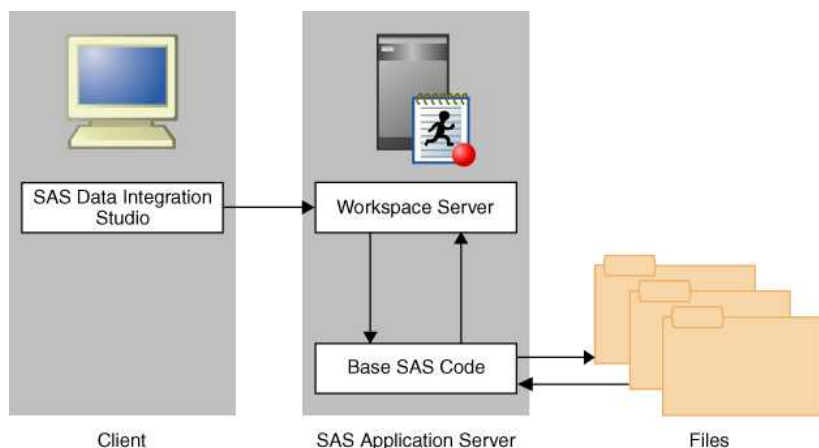 SAS Data Integration
Studio
Workspace Server
Base SAS Code
Client
SAS Application Server
Files